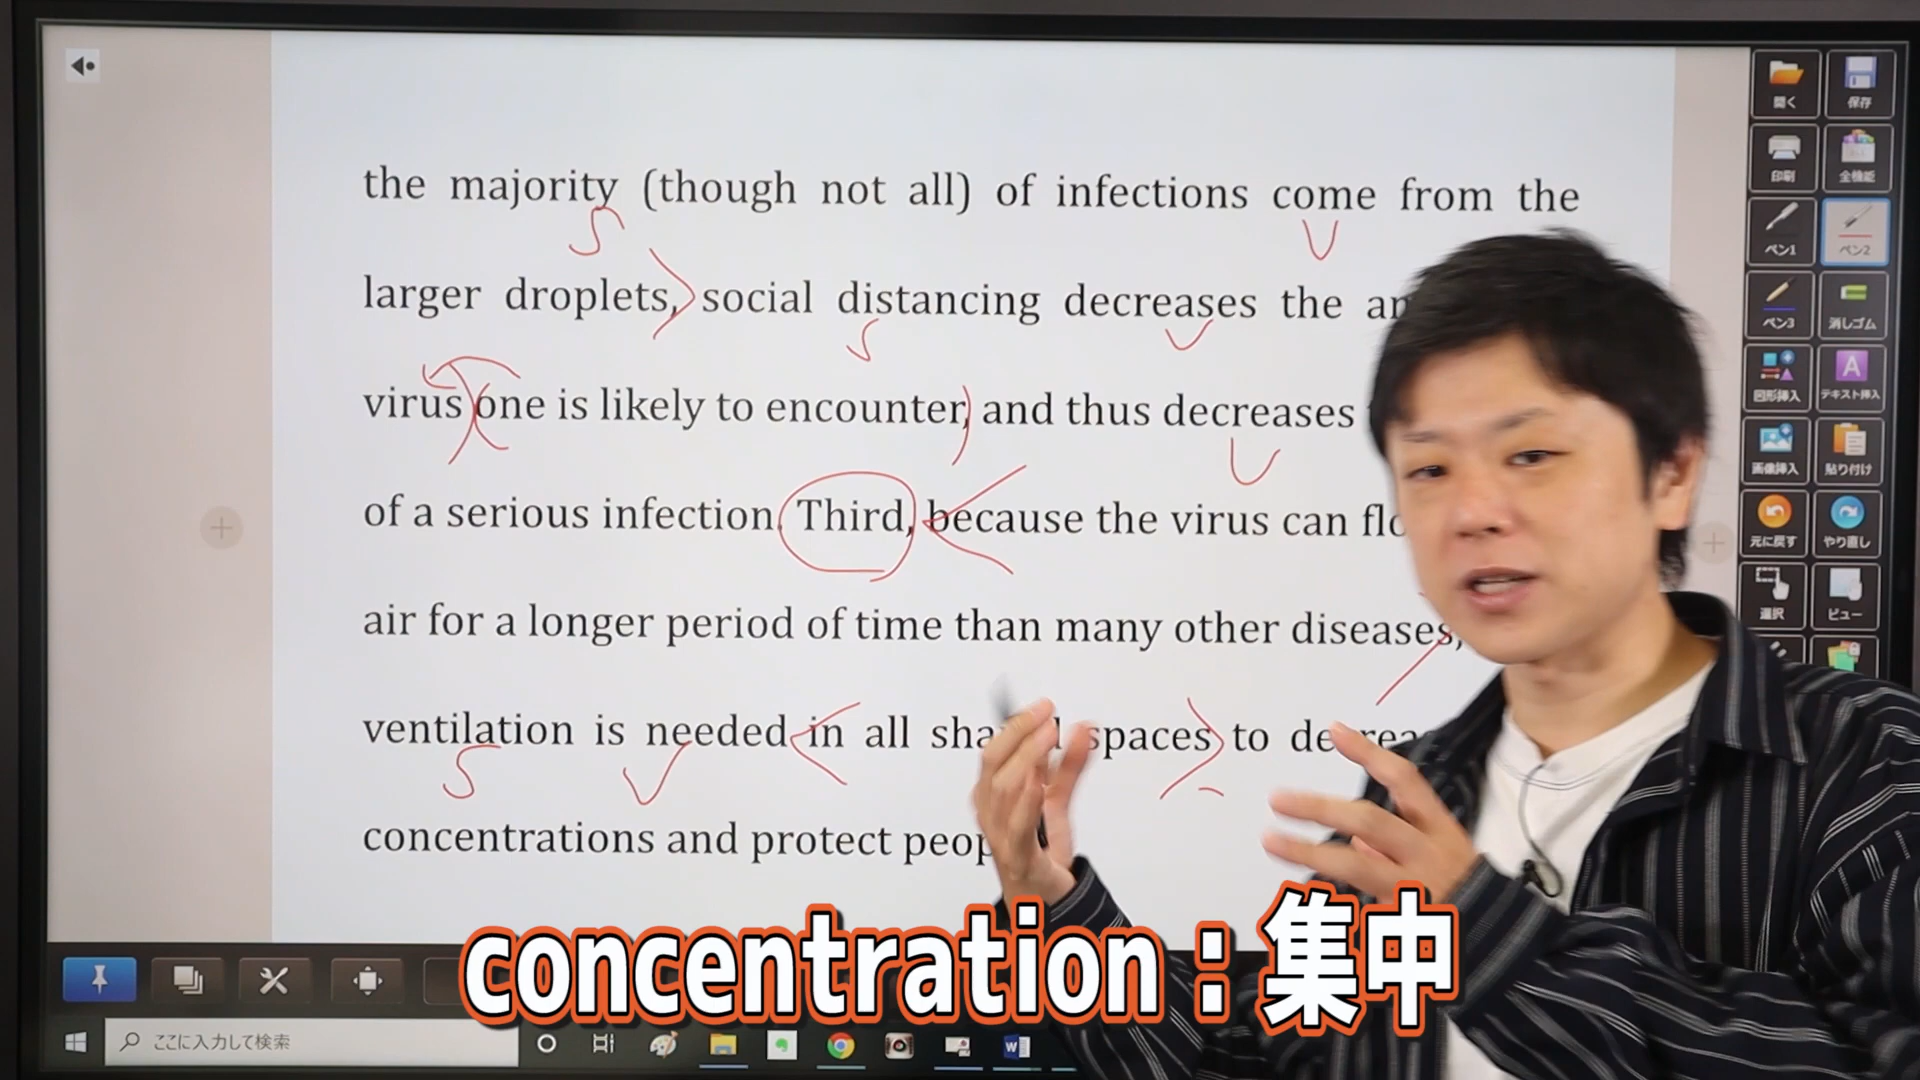 the majority (though not all) of infections come from the
larger droplets, social distancing decreases the
virus one is likely to encounter, and thus decreases
of a serious infection. Third, because the virus can
air for a longer period of time than many other diseases,
ventilation is needed in all spaces to
concentrations and protect
concentration：集中
開く 保存
印刷 全機能
ペン1 ペン2
ペン3 消しゴム
図形挿入 テキスト挿入
画像挿入 貼り付け
元に戻す やり直し
選択 ビュー
ここに入力して検索